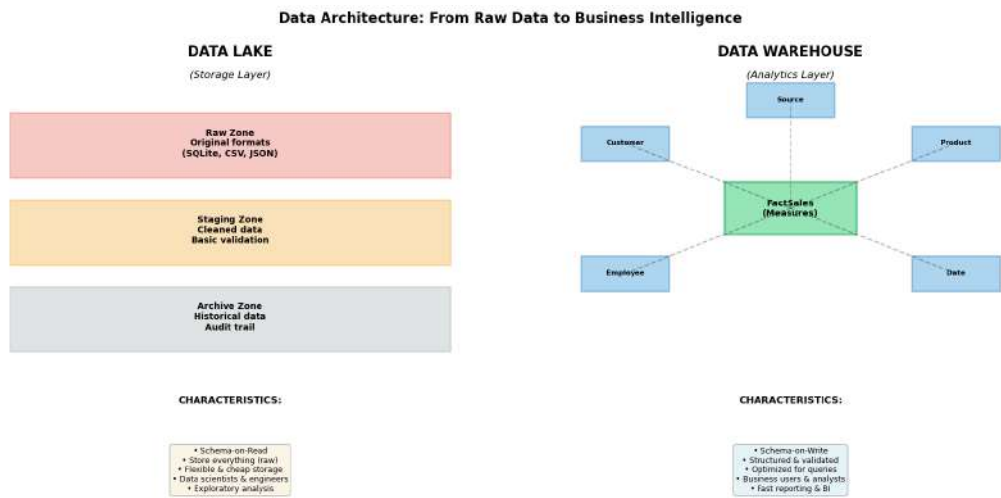 Data Architecture: From Raw Data to Business Intelligence
DATA LAKE
(Storage Layer)
Raw Zone
Original formats
(SQLite, CSV, JSON)
Staging Zone
Cleaned data
Basic validation
Archive Zone
Historical data
Audit trail
CHARACTERISTICS:
• Schema-on-Read
• Store everything (raw)
• Flexible & cheap storage
• Data scientists & engineers
• Exploratory analysis
DATA WAREHOUSE
(Analytics Layer)
Source
Customer
Product
FactSales
(Measures)
Employee
Date
CHARACTERISTICS:
• Schema-on-Write
• Structured & validated
• Optimized for queries
• Business users & analysts
• Fast reporting & BI